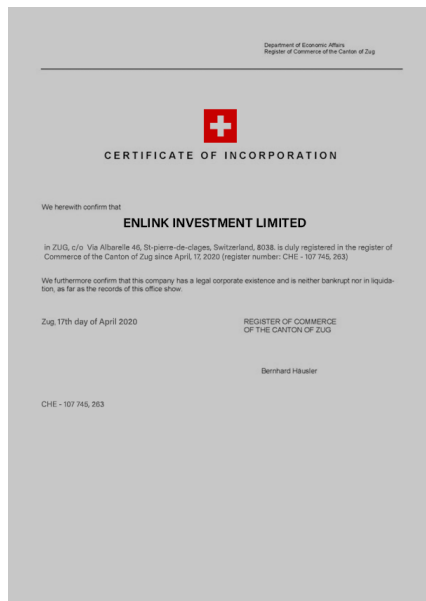 Department of Economic Affairs
Register of Commerce of the Canton of Zug
CERTIFICATE OF INCORPORATION
We herewith confirm that
ENLINK INVESTMENT LIMITED
in ZUG, c/o Via Albarelle 46, St-pierre-de-clages, Switzerland, 8038. is duly registered in the register of
Commerce of the Canton of Zug since April, 17, 2020 (register number: CHE - 107 745, 263)
We furthermore confirm that this company has a legal corporate existence and is neither bankrupt nor in liquida-
tion, as far as the records of this office show.
Zug, 17th day of April 2020
REGISTER OF COMMERCE
OF THE CANTON OF ZUG
Bernhard Häusler
CHE - 107 745, 263